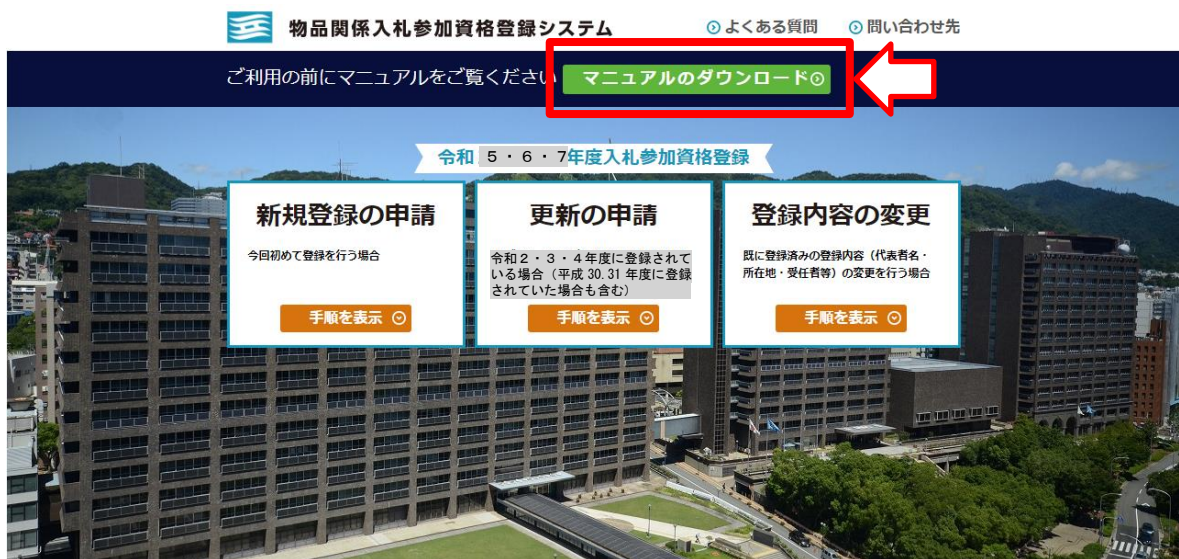 物品関係入札参加資格登録システム
よくある質問
問い合わせ先
ご利用の前にマニュアルをご覧ください
マニュアルのダウンロード
令和 5・6・7年度入札参加資格登録
新規登録の申請
今回初めて登録を行う場合
手順を表示
更新の申請
令和2・3・4年度に登録されて
いる場合(平成30.31年度に登録
されていた場合も含む)
手順を表示
登録内容の変更
既に登録済みの登録内容(代表者名・
所在地・受任者等)の変更を行う場合
手順を表示